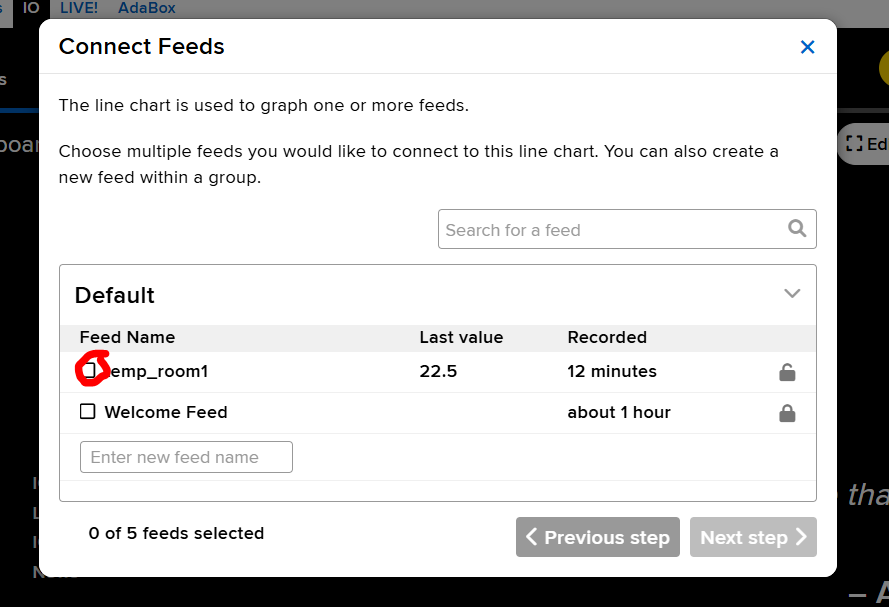 IO LIVE! AdaBox
Connect Feeds
The line chart is used to graph one or more feeds.
Choose multiple feeds you would like to connect to this line chart. You can also create a
new feed within a group.
Search for a feed
Default
Feed Name Last value Recorded
temp_room1 22.5 12 minutes
Welcome Feed about 1 hour
Enter new feed name
0 of 5 feeds selected
Previous step Next step